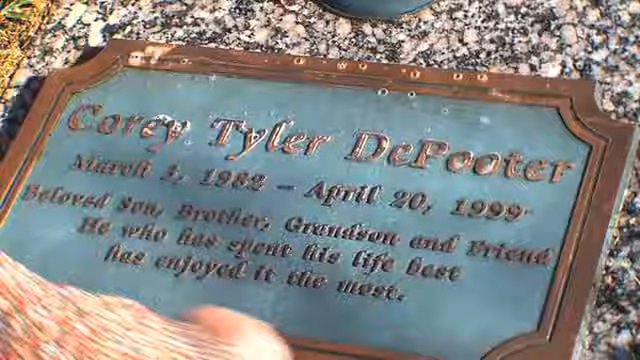 Corey Tyler DePooter
March 3, 1982 - April 20, 1999
Beloved Son, Brother, Grandson and Friend
He who has spent his life best
has enjoyed it the most.